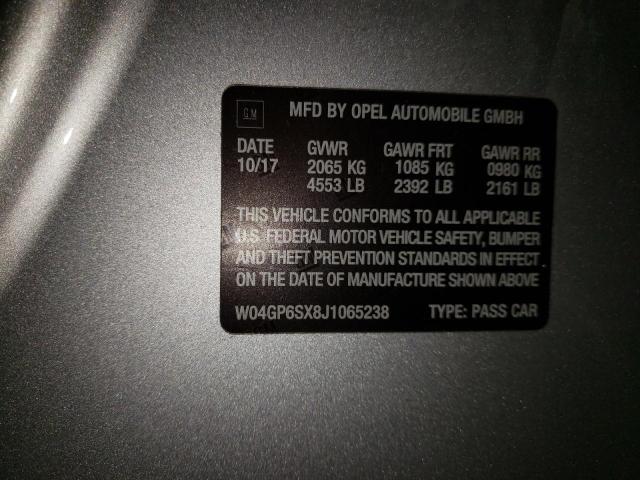 GM MFD BY OPEL AUTOMOBILE GMBH
DATE GVWR GAWR FRT GAWR RR
10/17 2065 KG 1085 KG 0980 KG
4553 LB 2392 LB 2161 LB
THIS VEHICLE CONFORMS TO ALL APPLICABLE
U.S. FEDERAL MOTOR VEHICLE SAFETY, BUMPER
AND THEFT PREVENTION STANDARDS IN EFFECT
ON THE DATE OF MANUFACTURE SHOWN ABOVE
W04GP6SX8J1065238 TYPE: PASS CAR